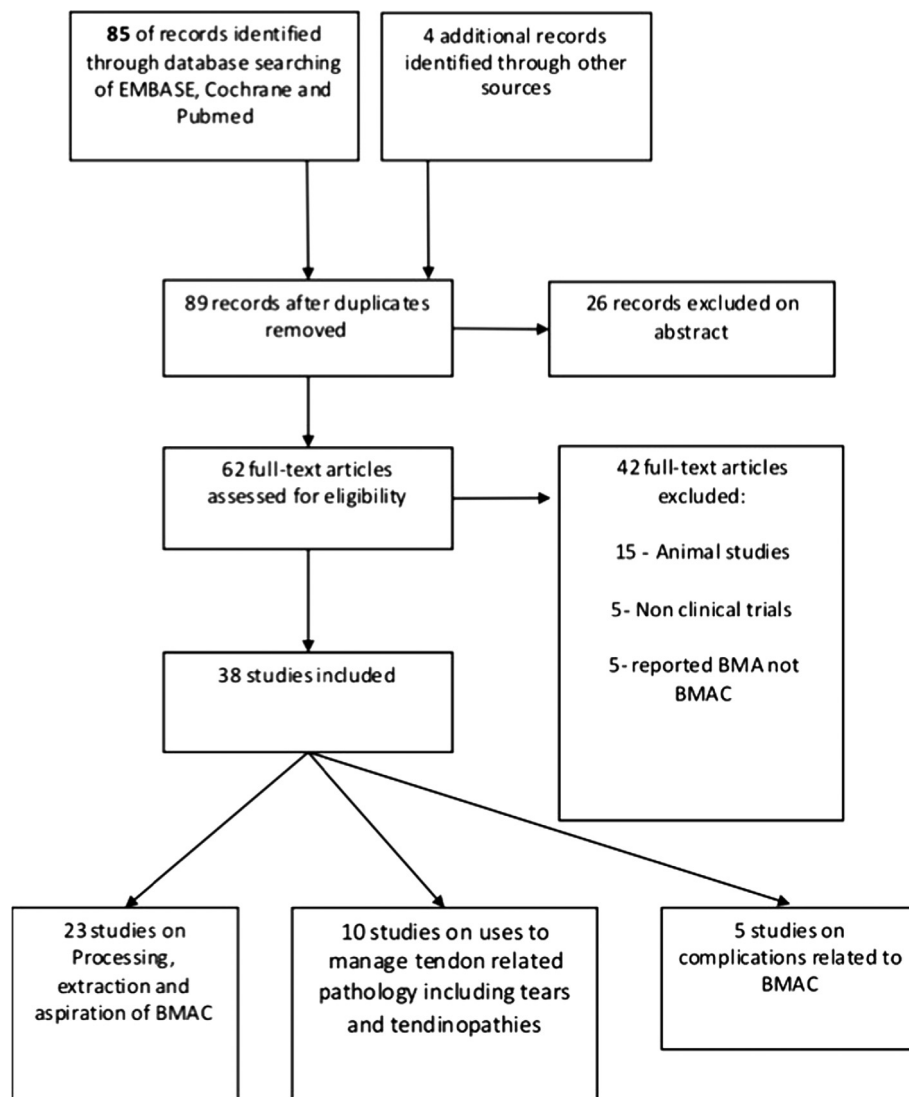 85 of records identified
through database searching
of EMBASE, Cochrane and
Pubmed
4 additional records
identified through other
sources
89 records after duplicates
removed
26 records excluded on
abstract
62 full-text articles
assessed for eligibility
42 full-text articles
excluded:
15 - Animal studies
5- Non clinical trials
5- reported BMA not
BMAC
38 studies included
23 studies on
Processing,
extraction and
aspiration of BMAC
10 studies on uses to
manage tendon related
pathology including tears
and tendinopathies
5 studies on
complications related to
BMAC